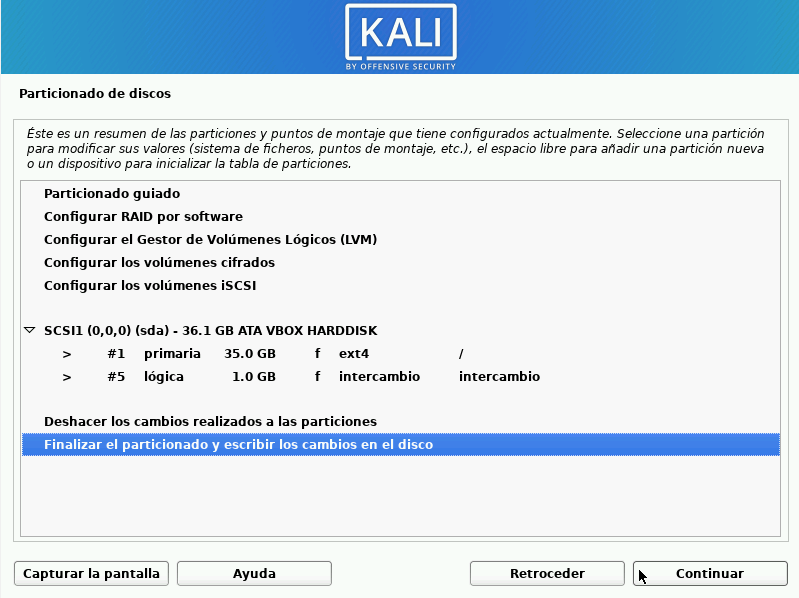 KALI
BY OFFENSIVE SECURITY
Particionado de discos
Éste es un resumen de las particiones y puntos de montaje que tiene configurados actualmente. Seleccione una partición
para modificar sus valores (sistema de ficheros, puntos de montaje, etc.), el espacio libre para añadir una partición nueva
o un dispositivo para inicializar la tabla de particiones.
Particionado guiado
Configurar RAID por software
Configurar el Gestor de Volúmenes Lógicos (LVM)
Configurar los volúmenes cifrados
Configurar los volúmenes iSCSI
SCSI1 (0,0,0) (sda) - 36.1 GB ATA VBOX HARDDISK
> #1 primaria 35.0 GB f ext4 /
> #5 lógica 1.0 GB f intercambio intercambio
Deshacer los cambios realizados a las particiones
Finalizar el particionado y escribir los cambios en el disco
Capturar la pantalla Ayuda Retroceder Continuar